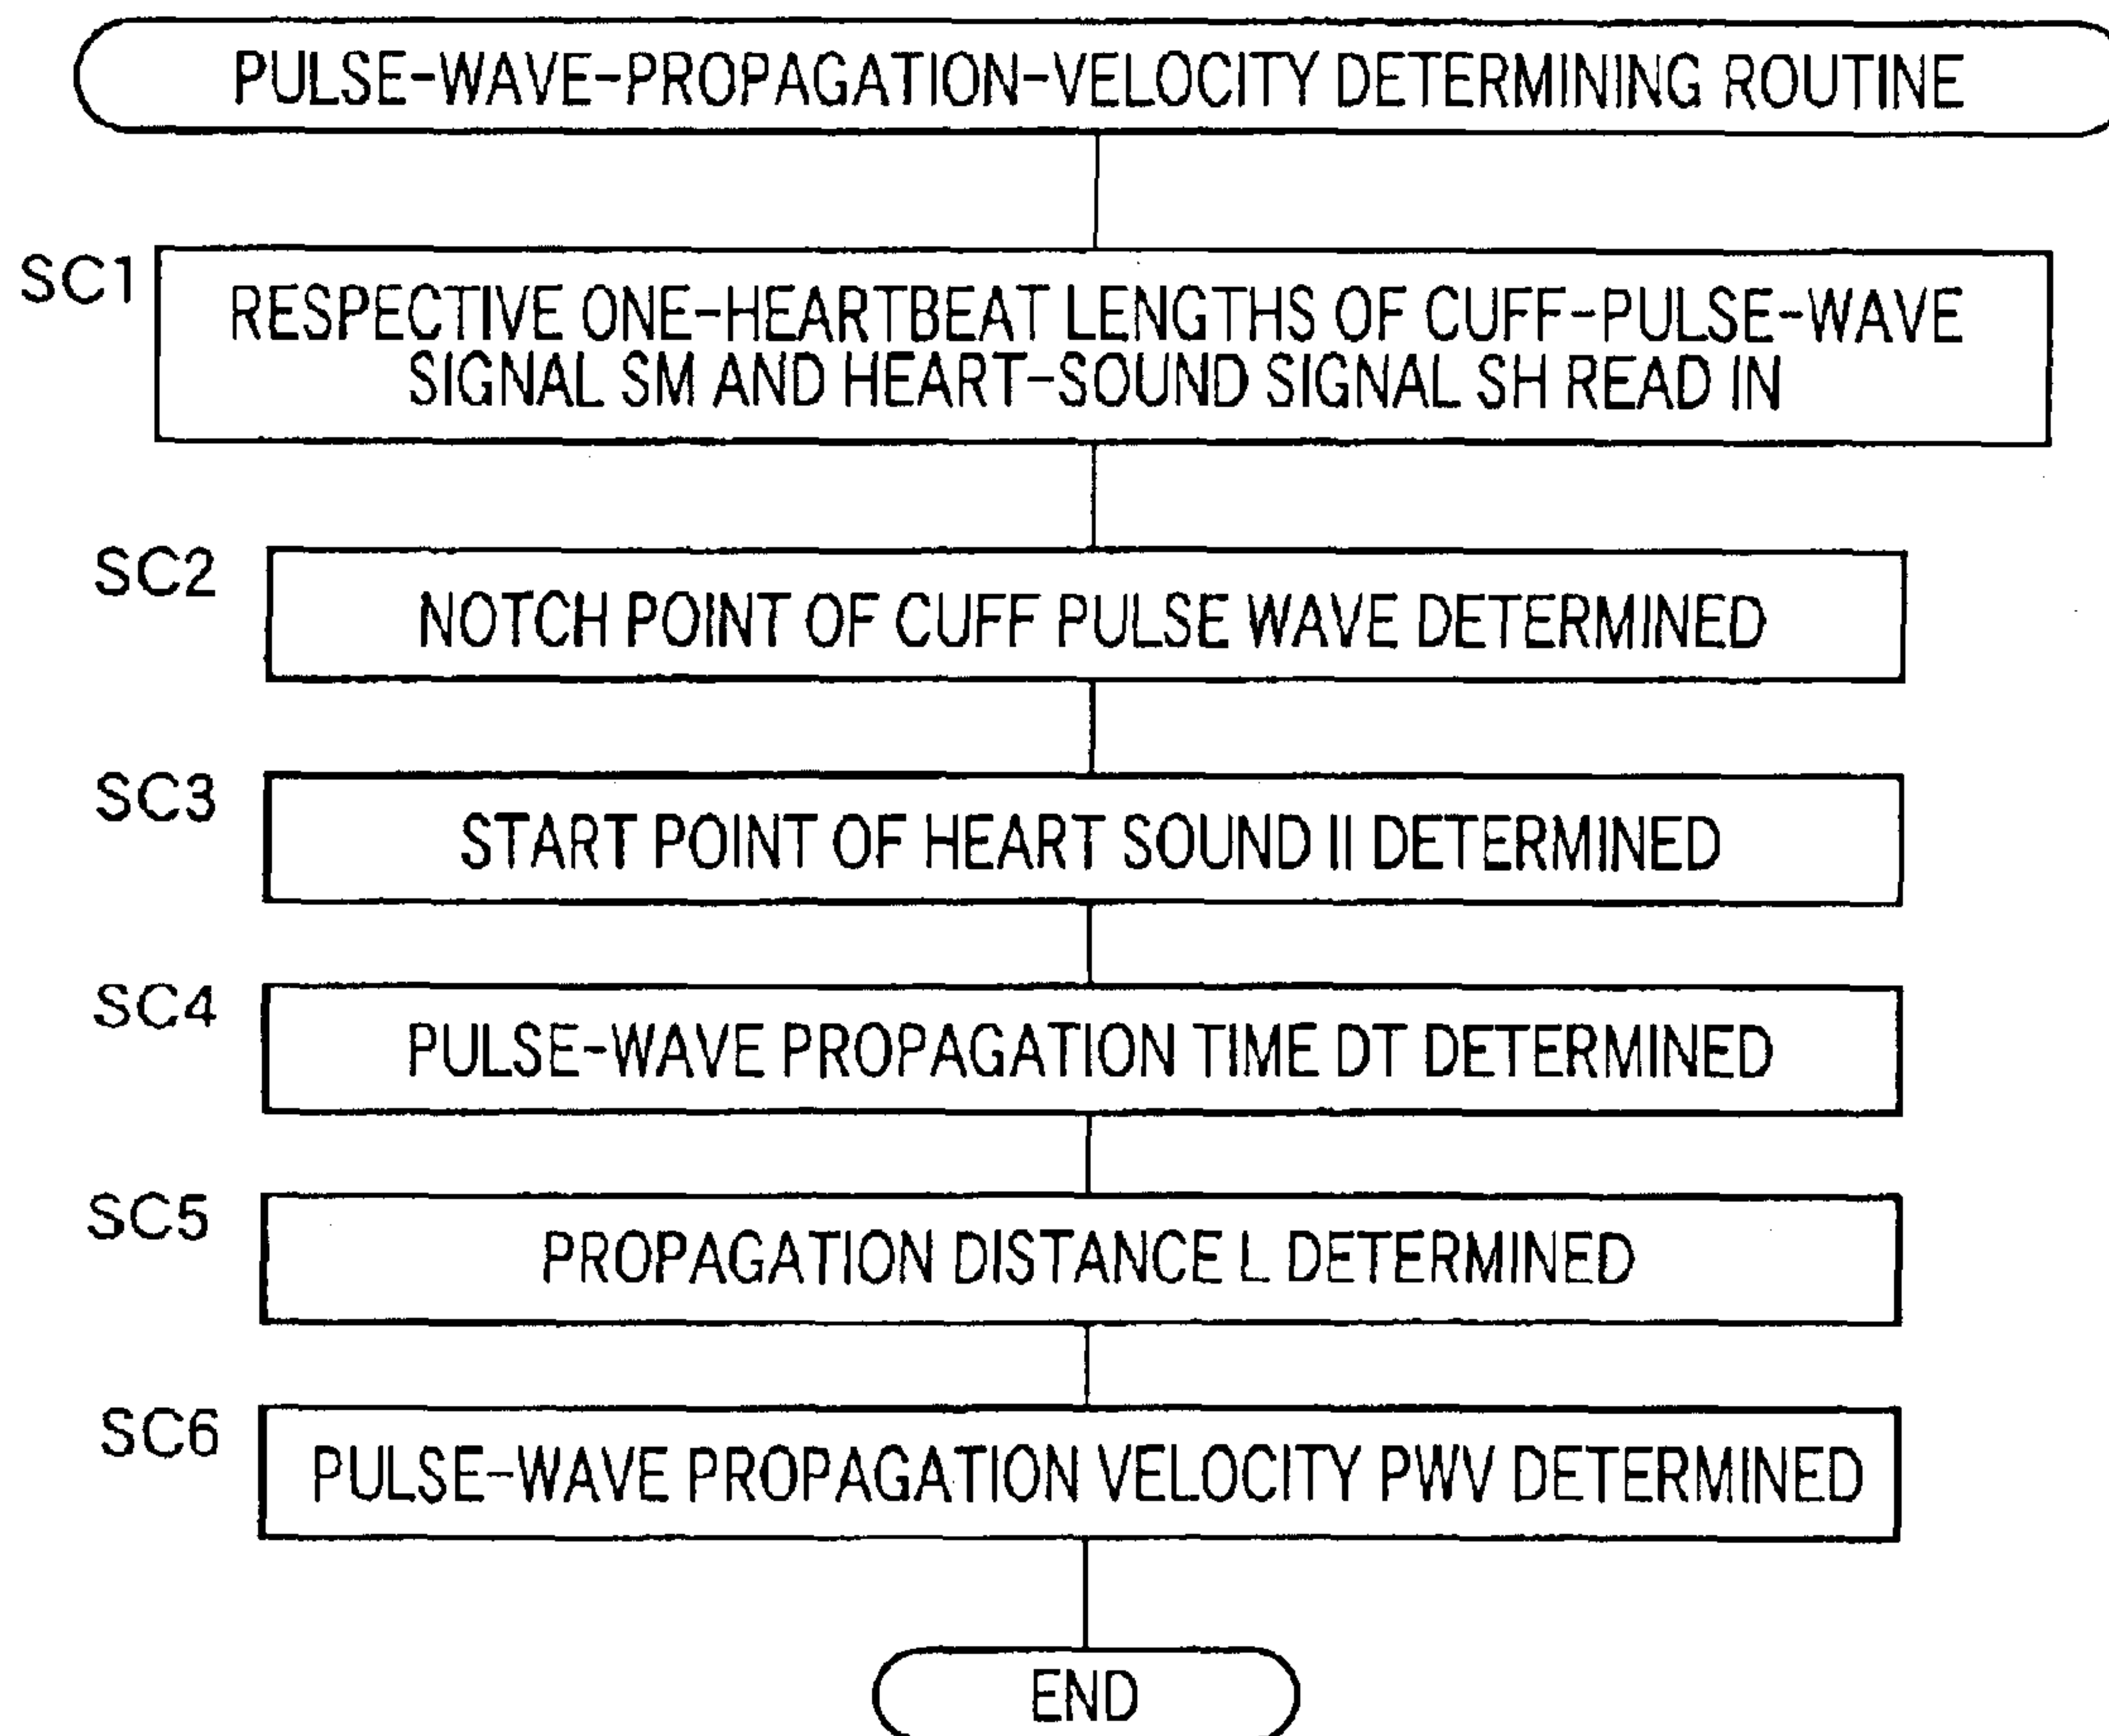 PULSE-WAVE-PROPAGATION-VELOCITY DETERMINING ROUTINE
SC1
RESPECTIVE ONE-HEARTBEAT LENGTHS OF CUFF-PULSE-WAVE
SIGNAL SM AND HEART-SOUND SIGNAL SH READ IN
SC2
NOTCH POINT OF CUFF PULSE WAVE DETERMINED
SC3
START POINT OF HEART SOUND II DETERMINED
SC4
PULSE-WAVE PROPAGATION TIME DT DETERMINED
SC5
PROPAGATION DISTANCE L DETERMINED
SC6
PULSE-WAVE PROPAGATION VELOCITY PWV DETERMINED
END